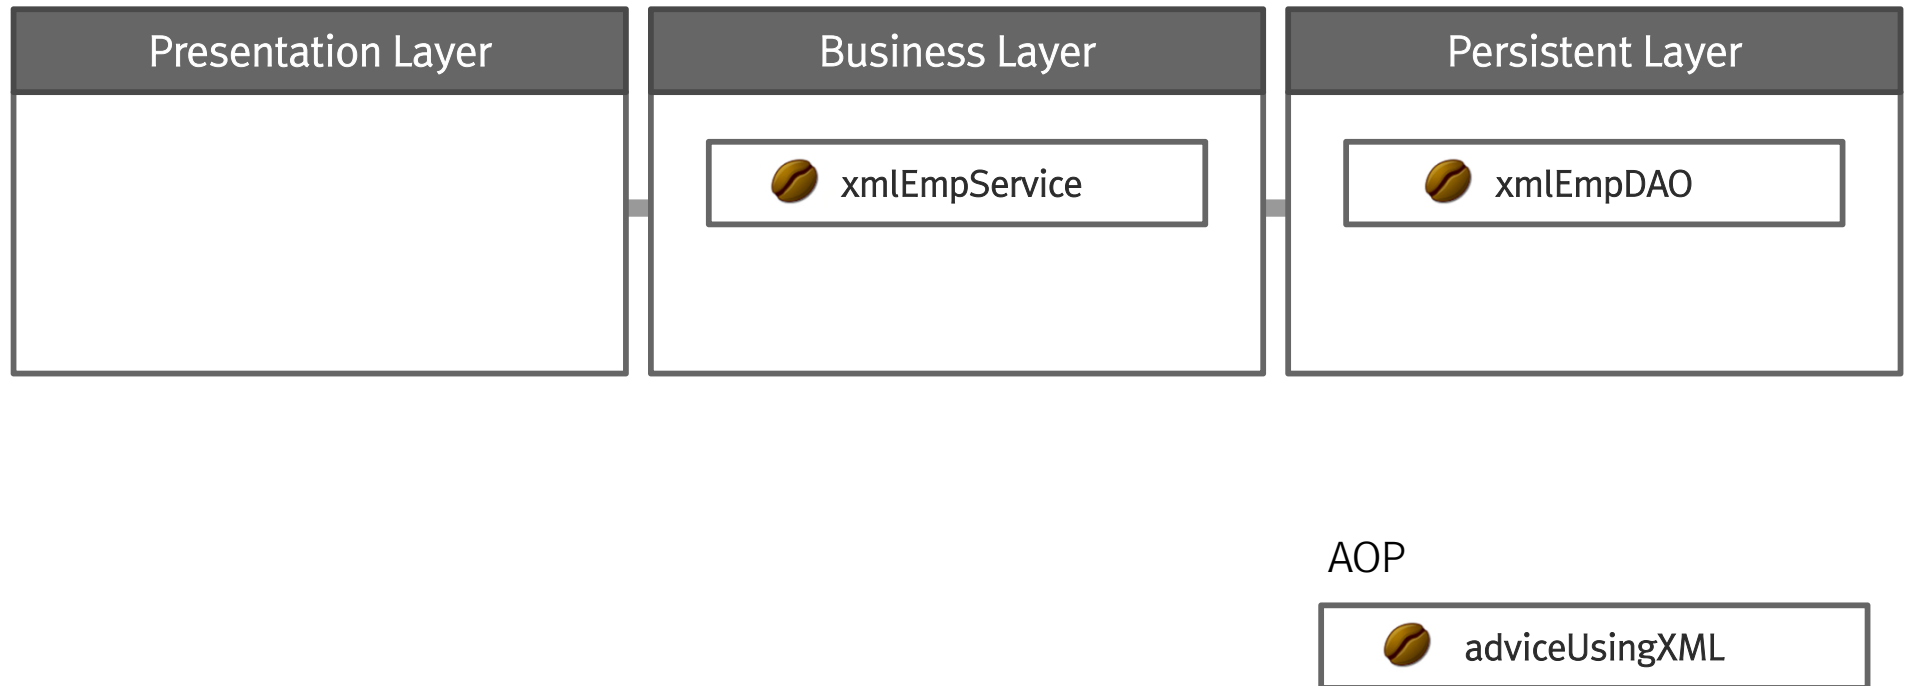 Presentation Layer
Business Layer
Persistent Layer
xmlEmpService
xmlEmpDAO
AOP
adviceUsingXML